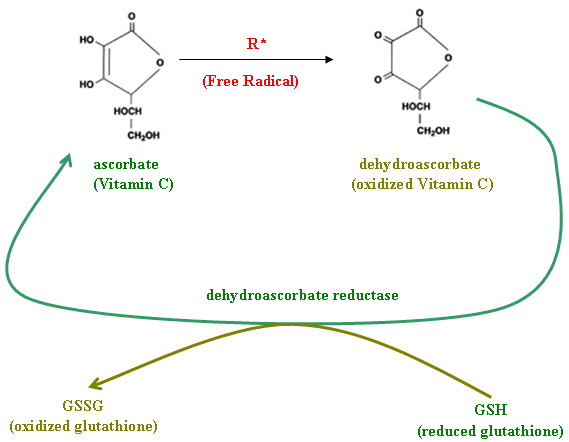 O
HO
HO
O
HOCH
CH₂OH
R*
(Free Radical)
O
O
O
O
HOCH
CH₂OH
ascorbate
(Vitamin C)
dehydroascorbate
(oxidized Vitamin C)
dehydroascorbate reductase
GSSG
(oxidized glutathione)
GSH
(reduced glutathione)